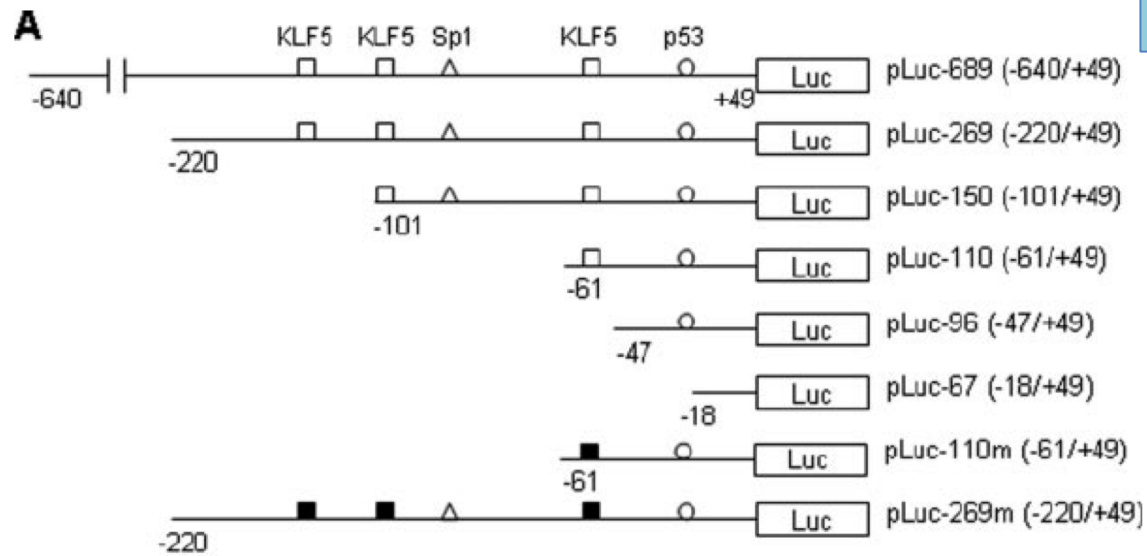 A
KLF5 KLF5 Sp1 KLF5 p53
Luc pLuc-689 (-640/+49)
-640 +49
Luc pLuc-269 (-220/+49)
-220
Luc pLuc-150 (-101/+49)
-101
Luc pLuc-110 (-61/+49)
-61
Luc pLuc-96 (-47/+49)
-47
Luc pLuc-67 (-18/+49)
-18
Luc pLuc-110m (-61/+49)
-61
Luc pLuc-269m (-220/+49)
-220